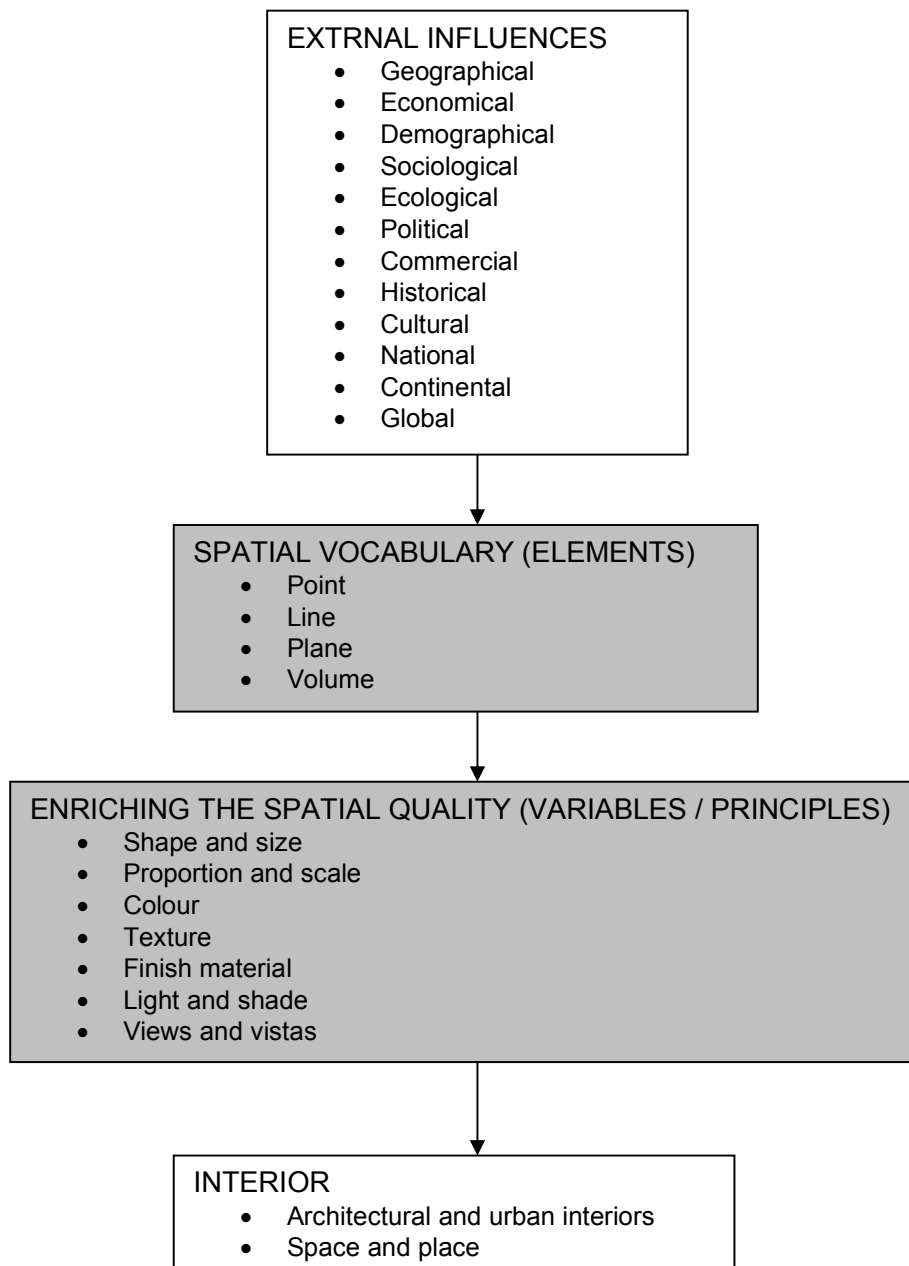 EXTRNAL INFLUENCES
• Geographical
• Economical
• Demographical
• Sociological
• Ecological
• Political
• Commercial
• Historical
• Cultural
• National
• Continental
• Global
SPATIAL VOCABULARY (ELEMENTS)
• Point
• Line
• Plane
• Volume
ENRICHING THE SPATIAL QUALITY (VARIABLES / PRINCIPLES)
• Shape and size
• Proportion and scale
• Colour
• Texture
• Finish material
• Light and shade
• Views and vistas
INTERIOR
• Architectural and urban interiors
• Space and place